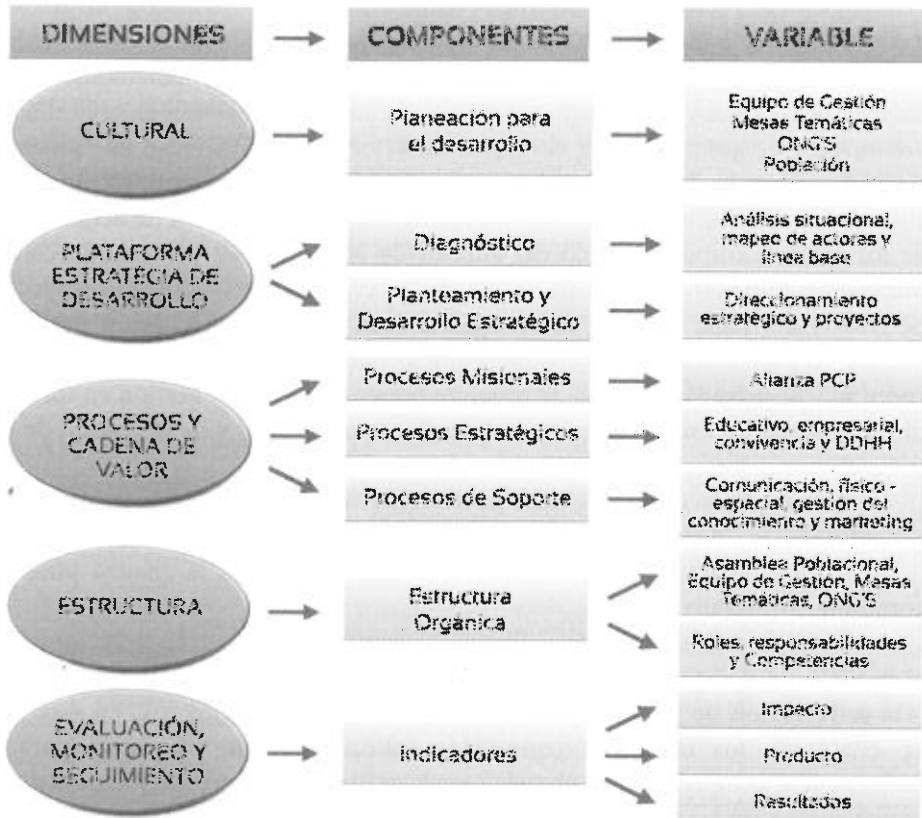 DIMENSIONES
COMPONENTES
VARIABLE
CULTURAL
Planeación para
el desarrollo
Equipo de Gestión
Mesas Temáticas
ONG'S
Población
PLATAFORMA
ESTRATÉGIA DE
DESARROLLO
Diagnóstico
Análisis situacional,
mapeo de actores y
línea base
Planteamiento y
Desarrollo Estratégico
Direccionamiento
estratégico y proyectos
PROCESOS Y
CADENA DE
VALOR
Procesos Misionales
Alianza PCP
Procesos Estratégicos
Educativo, empresarial,
convivencia y DDHH
Procesos de Soporte
Comunicación, físico -
espacial, gestión del
conocimiento y marketing
ESTRUCTURA
Estructura
Orgánica
Asamblea Poblacional,
Equipo de Gestión, Mesas
Temáticas, ONG'S
Roles, responsabilidades
y Competencias
EVALUACIÓN,
MONITOREO Y
SEGUIMIENTO
Indicadores
Impacto
Producto
Resultados